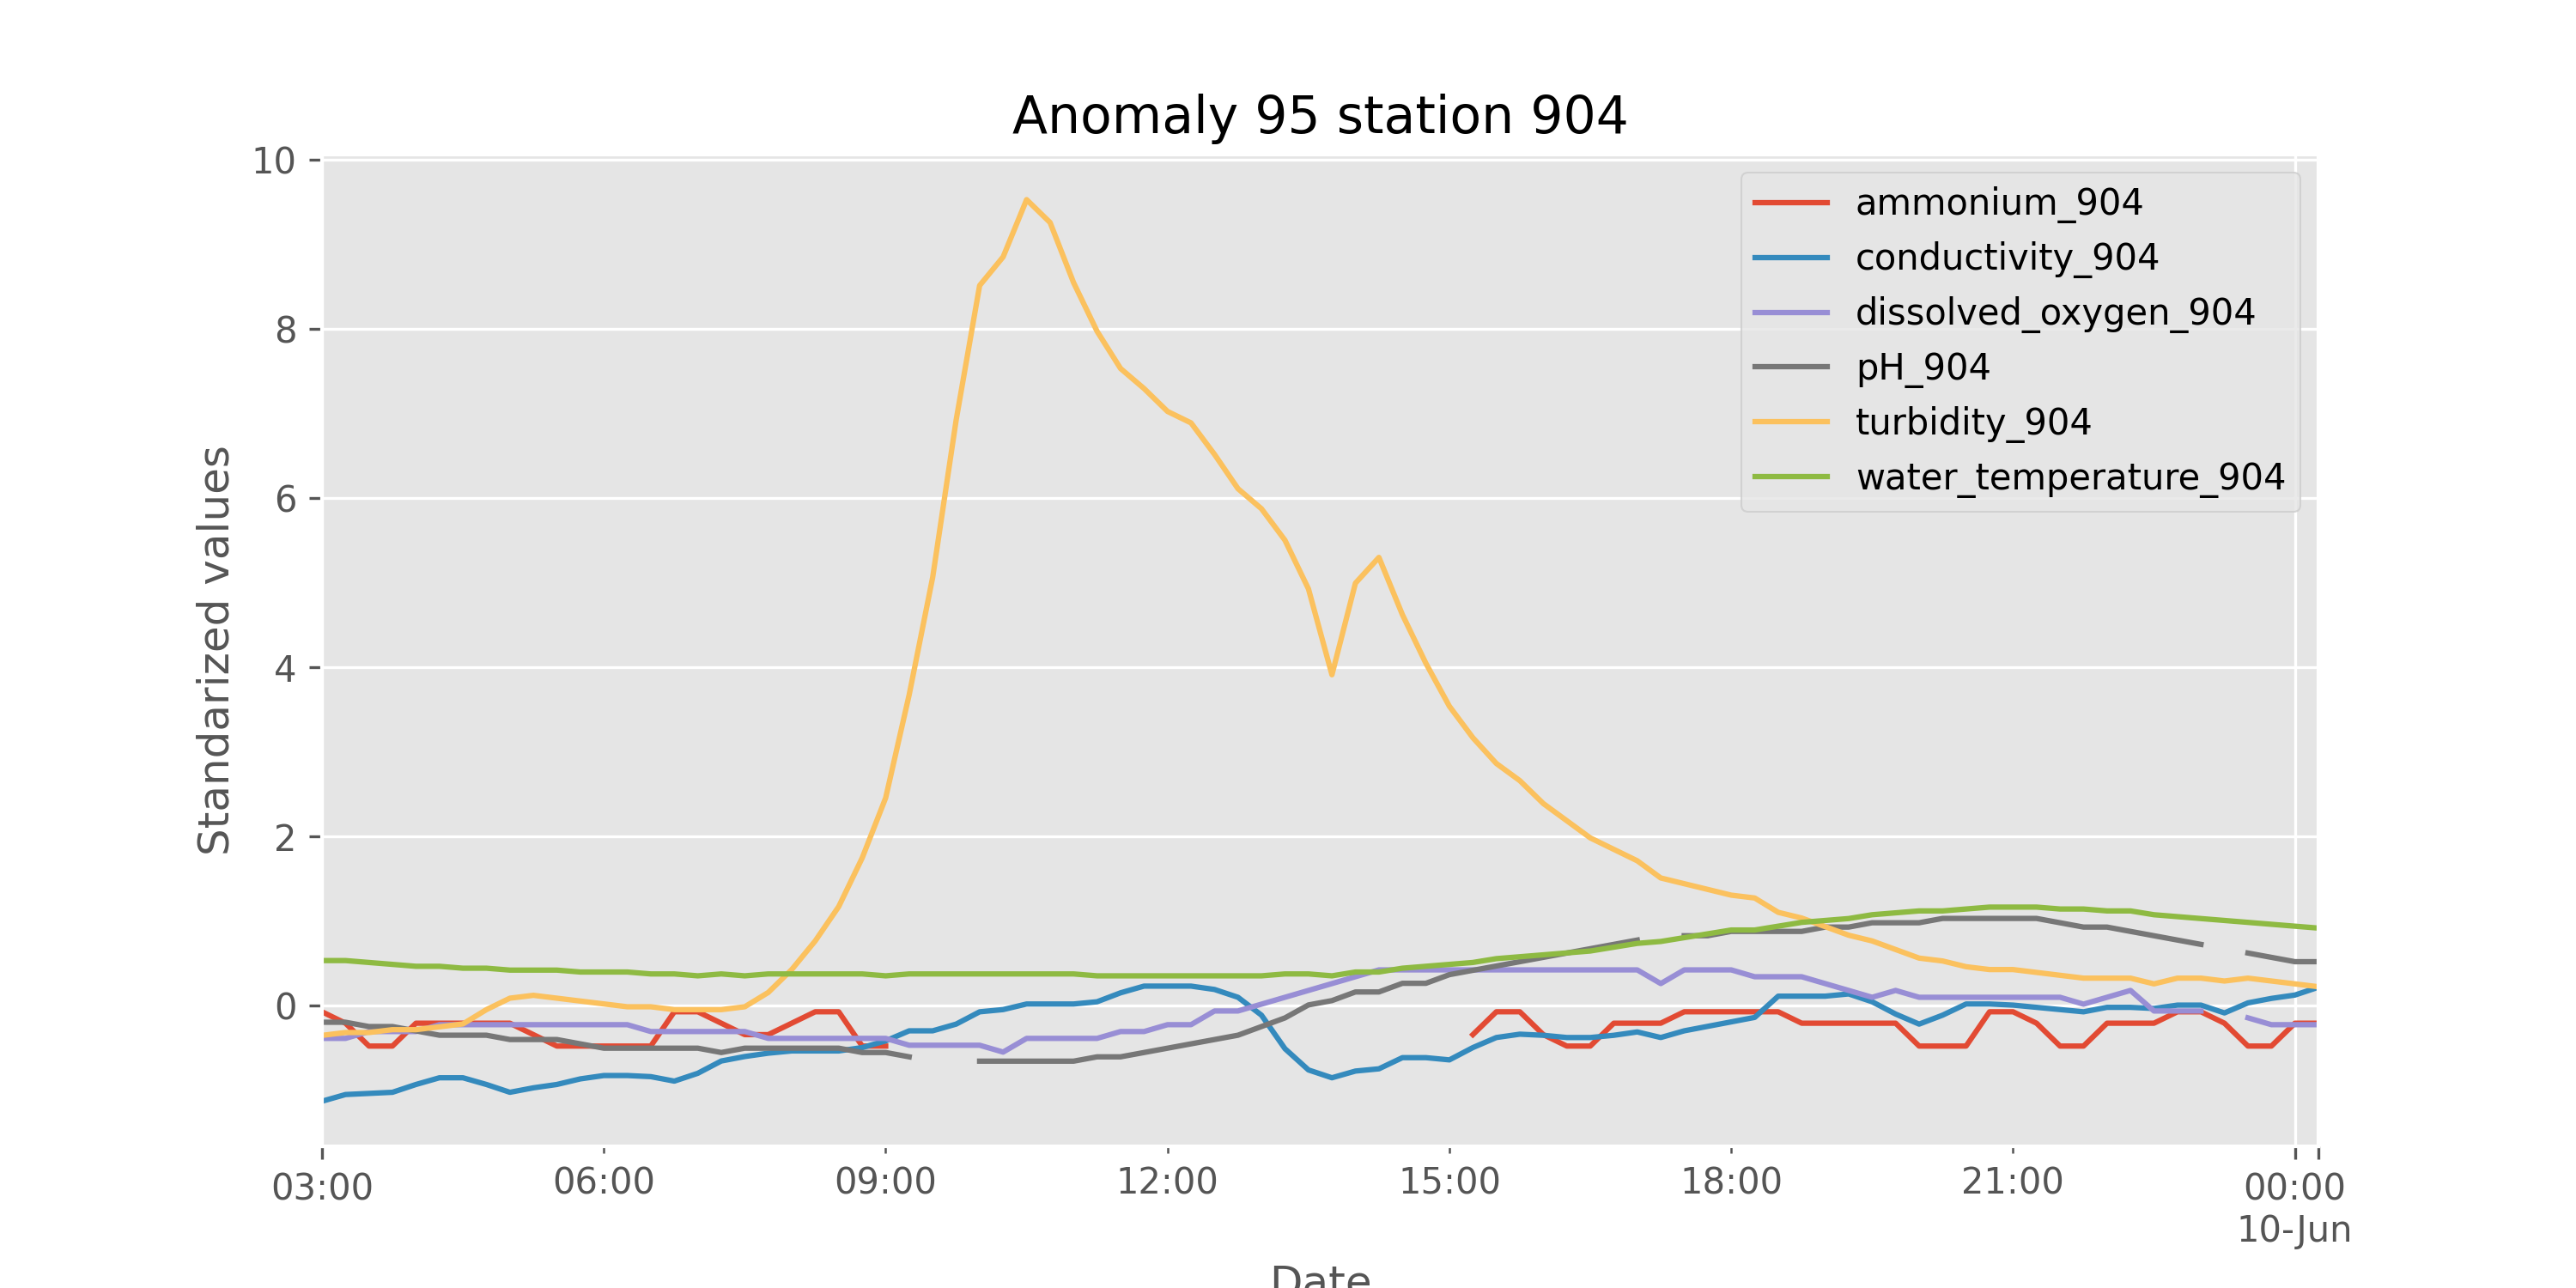 Anomaly 95 station 904
10
8
6
4
2
0
Standarized values
ammonium_904
conductivity_904
dissolved_oxygen_904
pH_904
turbidity_904
water_temperature_904
03:00 06:00 09:00 12:00 15:00 18:00 21:00 00:00
10-Jun
Date